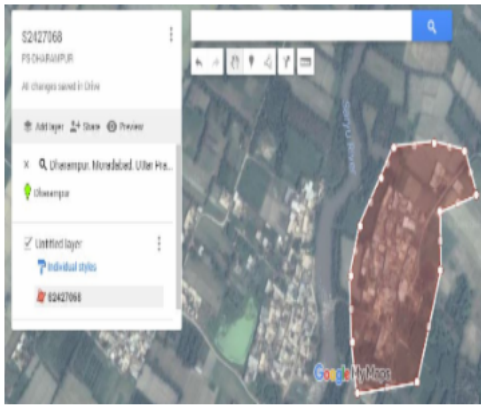 S2427068
PS-DHARAMPUR
All changes saved in Drive
Add layer Share Preview
Dharampur, Moradabad, Utter Pra...
Dharampur
Untitled layer
Individual styles
S2427068
Google My Maps